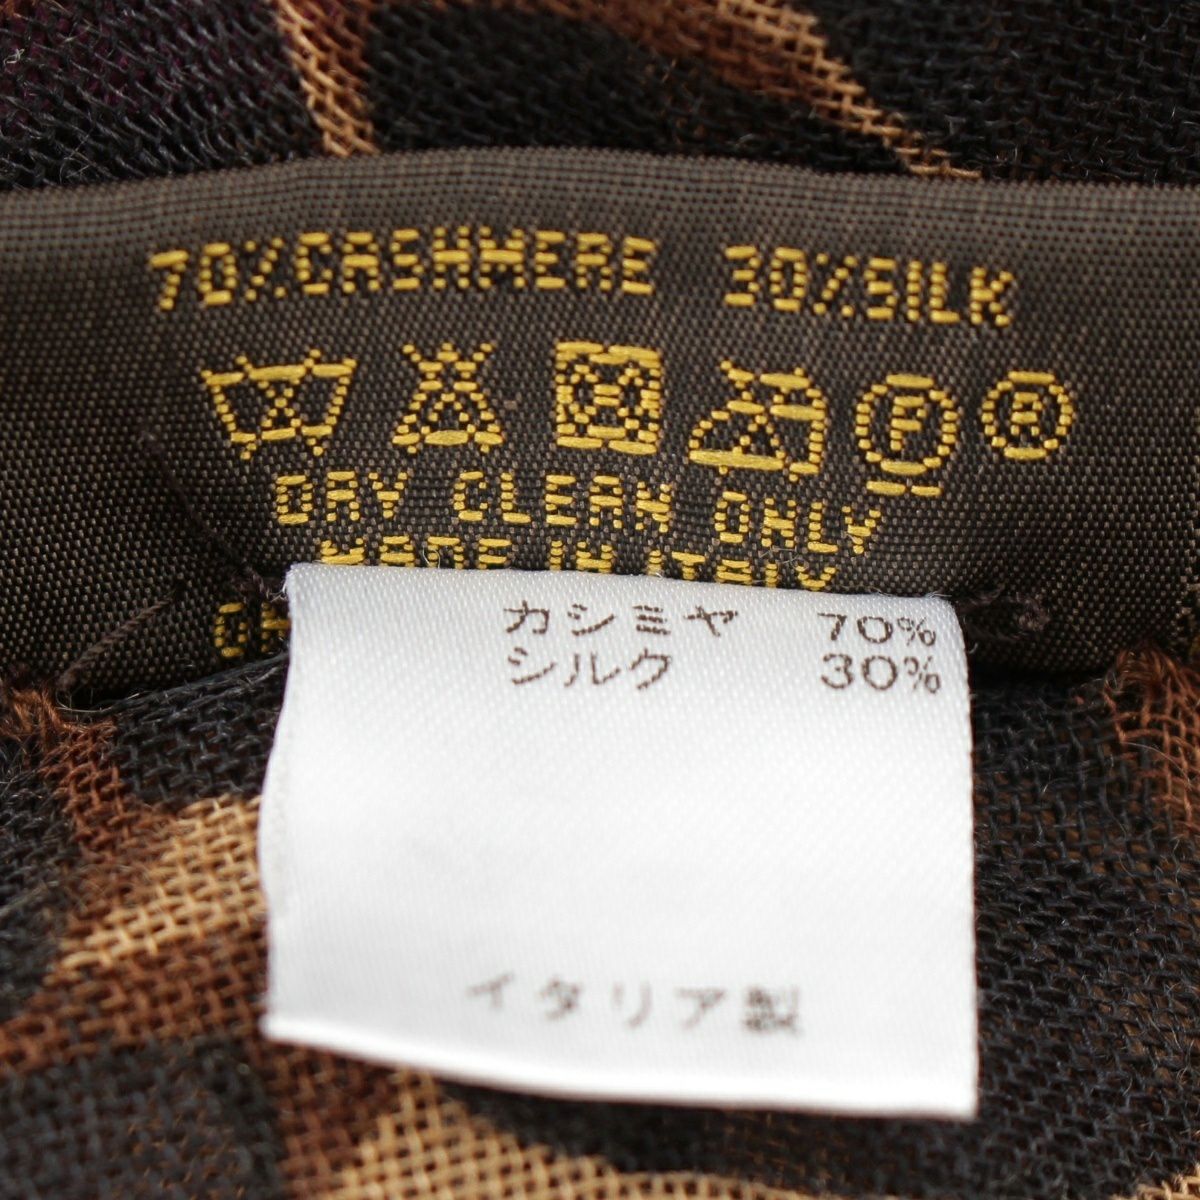 70%CASHMERE 30%SILK
F ®
DRY CLEAN ONLY
MADE IN ITALY
カシミヤ 70%
シルク 30%
イタリア製